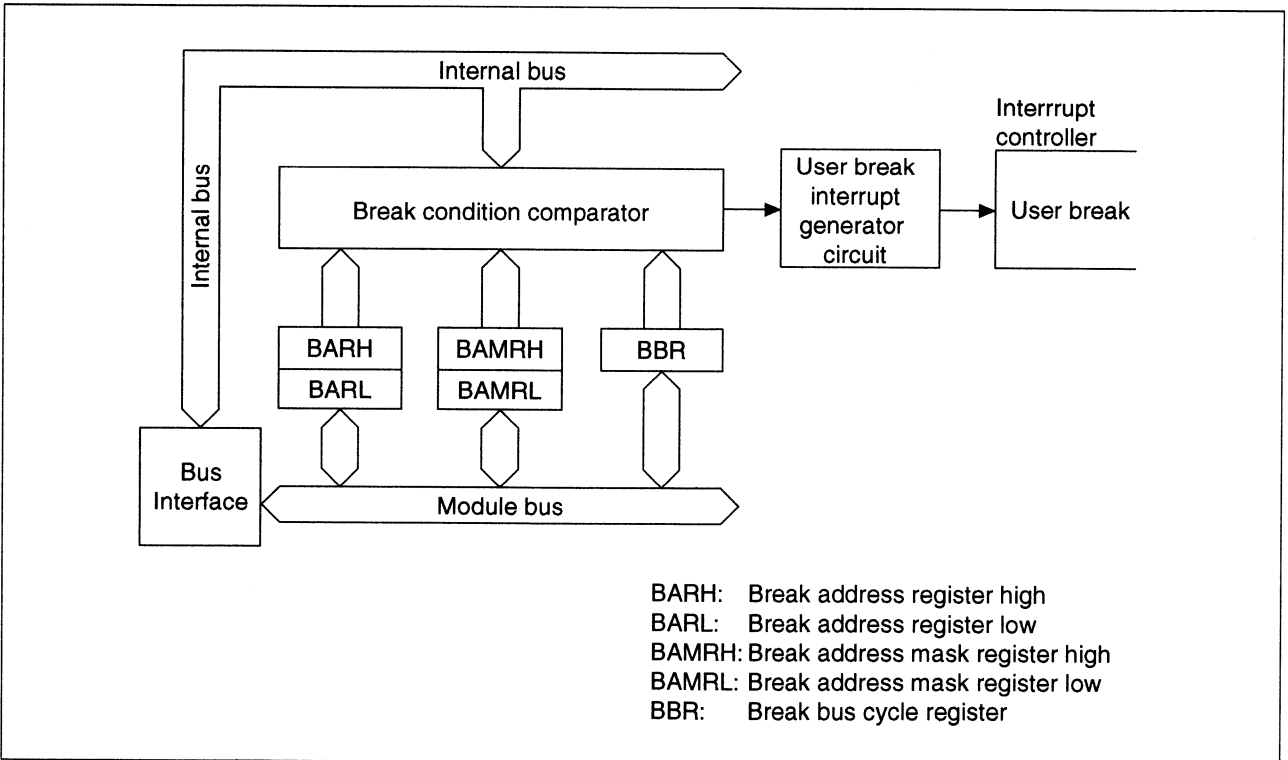 Internal bus
Interrrupt
controller
Internal bus
Break condition comparator
User break
interrupt
generator
circuit
User break
BARH
BARL
BAMRH
BAMRL
BBR
Bus
Interface
Module bus
BARH: Break address register high
BARL: Break address register low
BAMRH: Break address mask register high
BAMRL: Break address mask register low
BBR: Break bus cycle register